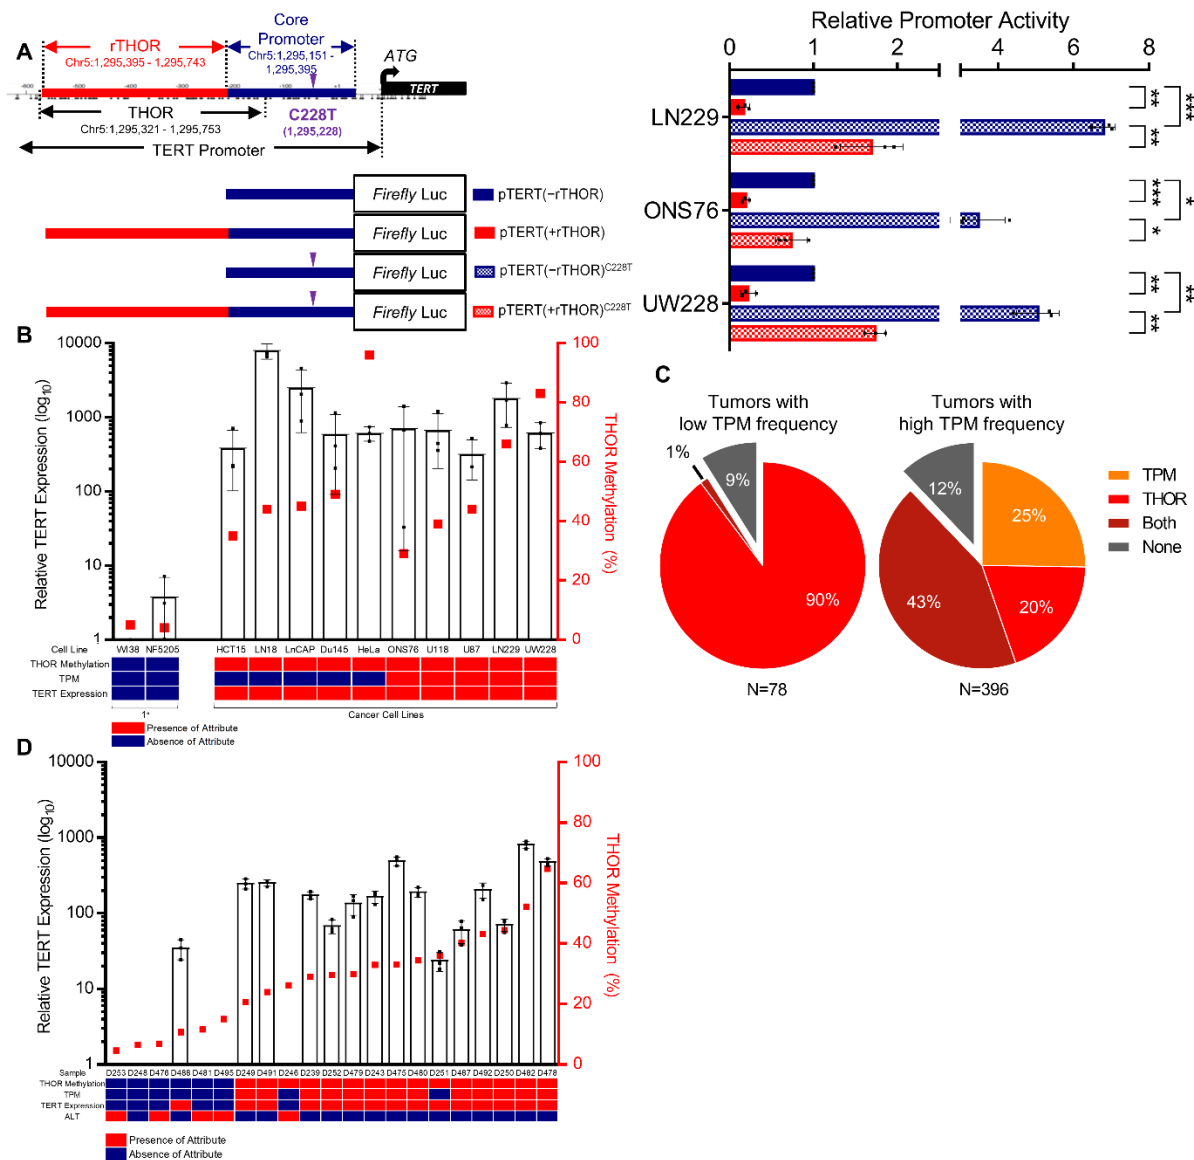 A
rTHOR
Chr5:1,295,395 - 1,295,743
Core
Promoter
Chr5:1,295,151 -
1,295,395
ATG
TERT
THOR
Chr5:1,295,321 - 1,295,753
C228T
(1,295,228)
TERT Promoter
Firefly Luc
pTERT(−rTHOR)
Firefly Luc
pTERT(+rTHOR)
Firefly Luc
pTERT(−rTHOR)C228T
Firefly Luc
pTERT(+rTHOR)C228T
Relative Promoter Activity
0 1 2 4 6 8
LN229
** ** ***
ONS76
*** * *
UW228
** ** **
B
Relative TERT Expression (log10)
10000
1000
100
10
1
THOR Methylation (%)
100
80
60
40
20
0
Cell Line WI38 NF5205 HCT15 LN18 LnCAP Du145 HeLa ONS76 U118 U87 LN229 UW228
THOR Methylation
TPM
TERT Expression
1°
Cancer Cell Lines
Presence of Attribute
Absence of Attribute
C
Tumors with
low TPM frequency
1%
9%
90%
N=78
Tumors with
high TPM frequency
12%
25%
43%
20%
N=396
TPM
THOR
Both
None
D
Relative TERT Expression (log10)
10000
1000
100
10
1
THOR Methylation (%)
100
80
60
40
20
0
Sample D253 D248 D476 D488 D481 D495 D249 D491 D246 D239 D252 D479 D243 D475 D480 D251 D487 D492 D250 D482 D478
THOR Methylation
TPM
TERT Expression
ALT
Presence of Attribute
Absence of Attribute